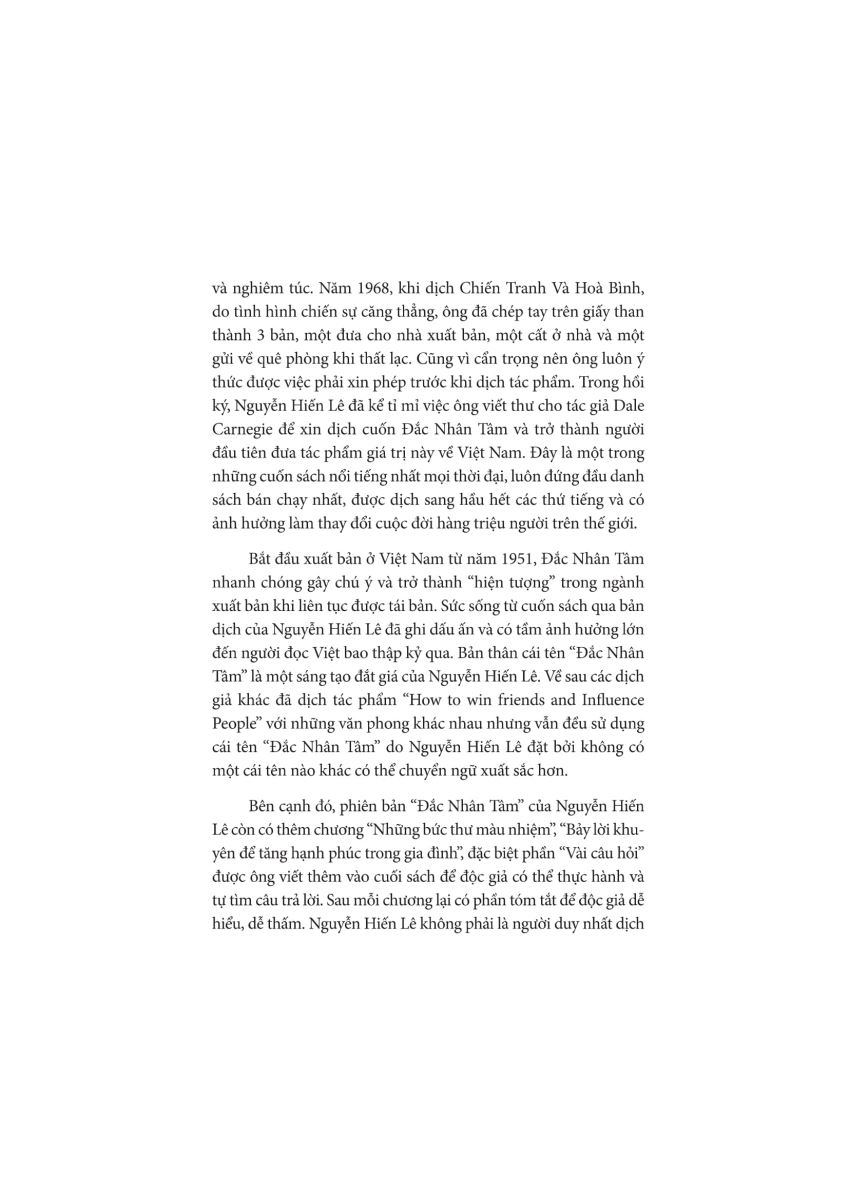 và nghiêm túc. Năm 1968, khi dịch Chiến Tranh Và Hoà Bình,
do tình hình chiến sự căng thẳng, ông đã chép tay trên giấy than
thành 3 bản, một đưa cho nhà xuất bản, một cất ở nhà và một
gửi về quê phòng khi thất lạc. Cũng vì cẩn trọng nên ông luôn ý
thức được việc phải xin phép trước khi dịch tác phẩm. Trong hồi
ký, Nguyễn Hiến Lê đã kể tỉ mỉ việc ông viết thư cho tác giả Dale
Carnegie để xin dịch cuốn Đắc Nhân Tâm và trở thành người
đầu tiên đưa tác phẩm giá trị này về Việt Nam. Đây là một trong
những cuốn sách nổi tiếng nhất mọi thời đại, luôn đứng đầu danh
sách bán chạy nhất, được dịch sang hầu hết các thứ tiếng và có
ảnh hưởng làm thay đổi cuộc đời hàng triệu người trên thế giới.
Bắt đầu xuất bản ở Việt Nam từ năm 1951, Đắc Nhân Tâm
nhanh chóng gây chú ý và trở thành “hiện tượng” trong ngành
xuất bản khi liên tục được tái bản. Sức sống từ cuốn sách qua bản
dịch của Nguyễn Hiến Lê đã ghi dấu ấn và có tầm ảnh hưởng lớn
đến người đọc Việt bao thập kỷ qua. Bản thân cái tên “Đắc Nhân
Tâm” là một sáng tạo đắt giá của Nguyễn Hiến Lê. Về sau các dịch
giả khác đã dịch tác phẩm “How to win friends and Influence
People” với những văn phong khác nhau nhưng vẫn đều sử dụng
cái tên “Đắc Nhân Tâm” do Nguyễn Hiến Lê đặt bởi không có
một cái tên nào khác có thể chuyển ngữ xuất sắc hơn.
Bên cạnh đó, phiên bản “Đắc Nhân Tâm” của Nguyễn Hiến
Lê còn có thêm chương “Những bức thư màu nhiệm”, “Bảy lời khu-
yên để tăng hạnh phúc trong gia đình”, đặc biệt phần “Vài câu hỏi”
được ông viết thêm vào cuối sách để độc giả có thể thực hành và
tự tìm câu trả lời. Sau mỗi chương lại có phần tóm tắt để độc giả dễ
hiểu, dễ thấm. Nguyễn Hiến Lê không phải là người duy nhất dịch